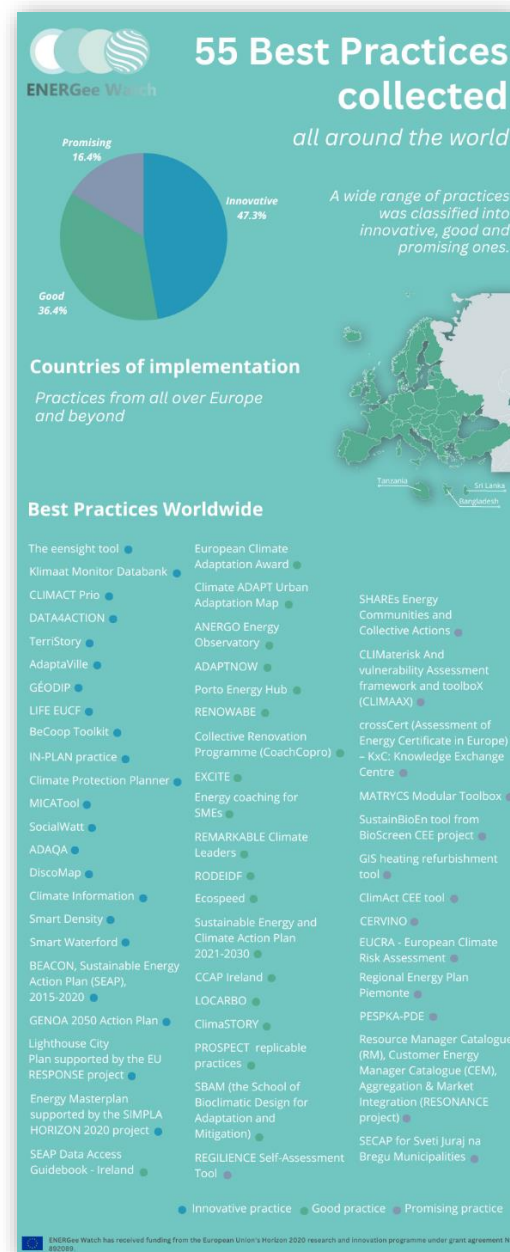 ENERGee Watch
55 Best Practices
collected
all around the world
Promising
16.4%
Innovative
47.3%
Good
36.4%
A wide range of practices
was classified into
innovative, good and
promising ones.
Countries of implementation
Practices from all over Europe
and beyond
Tanzania
Sri Lanka
Bangladesh
Best Practices Worldwide
The eensight tool
Klimaat Monitor Databank
CLIMACT Prio
DATA4ACTION
TerriStory
AdaptaVille
GÉODIP
LIFE EUCF
BeCoop Toolkit
IN-PLAN practice
Climate Protection Planner
MICATool
SocialWatt
ADAQA
DiscoMap
Climate Information
Smart Density
Smart Waterford
BEACON, Sustainable Energy
Action Plan (SEAP),
2015-2020
GENOA 2050 Action Plan
Lighthouse City
Plan supported by the EU
RESPONSE project
Energy Masterplan
supported by the SIMPLA
HORIZON 2020 project
SEAP Data Access
Guidebook - Ireland
European Climate
Adaptation Award
Climate ADAPT Urban
Adaptation Map
ANERGO Energy
Observatory
ADAPTNOW
Porto Energy Hub
RENOWABE
Collective Renovation
Programme (CoachCopro)
EXCITE
Energy coaching for
SMEs
REMARKABLE Climate
Leaders
RODEIDF
Ecospeed
Sustainable Energy and
Climate Action Plan
2021-2030
CCAP Ireland
LOCARBO
ClimaSTORY
PROSPECT replicable
practices
SBAM (the School of
Bioclimatic Design for
Adaptation and
Mitigation)
REGILIENCE Self-Assessment
Tool
SHAREs Energy
Communities and
Collective Actions
CLIMaterisk And
vulnerability Assessment
framework and toolboX
(CLIMAAX)
crossCert (Assessment of
Energy Certificate in Europe)
– KxC: Knowledge Exchange
Centre
MATRYCS Modular Toolbox
SustainBioEn tool from
BioScreen CEE project
GIS heating refurbishment
tool
ClimAct CEE tool
CERVINO
EUCRA - European Climate
Risk Assessment
Regional Energy Plan
Piemonte
PESPKA-PDE
Resource Manager Catalogue
(RM), Customer Energy
Manager Catalogue (CEM),
Aggregation & Market
Integration (RESONANCE
project)
SECAP for Sveti Juraj na
Bregu Municipalities
Innovative practice
Good practice
Promising practice
ENERGee Watch has received funding from the European Union's Horizon 2020 research and innovation programme under grant agreement N
892089.